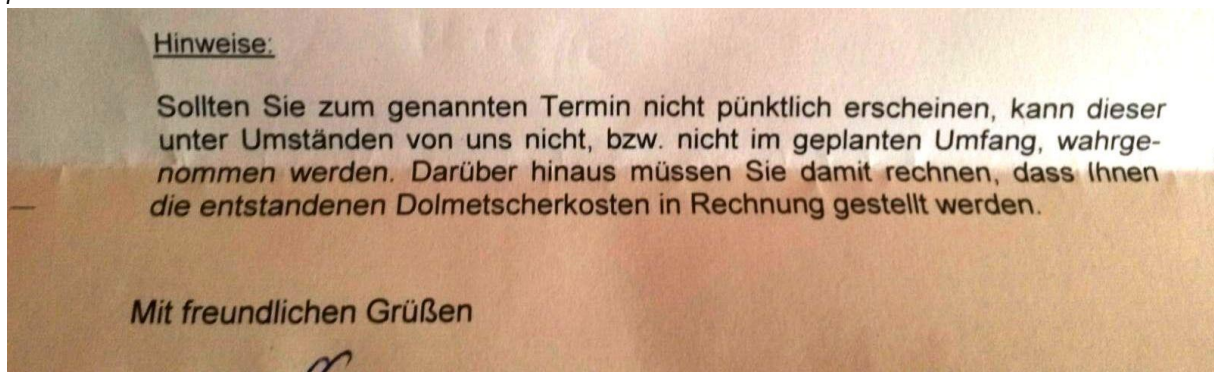 Hinweise:
Sollten Sie zum genannten Termin nicht pünktlich erscheinen, kann dieser
unter Umständen von uns nicht, bzw. nicht im geplanten Umfang, wahrge-
nommen werden. Darüber hinaus müssen Sie damit rechnen, dass Ihnen
die entstandenen Dolmetscherkosten in Rechnung gestellt werden.
Mit freundlichen Grüßen